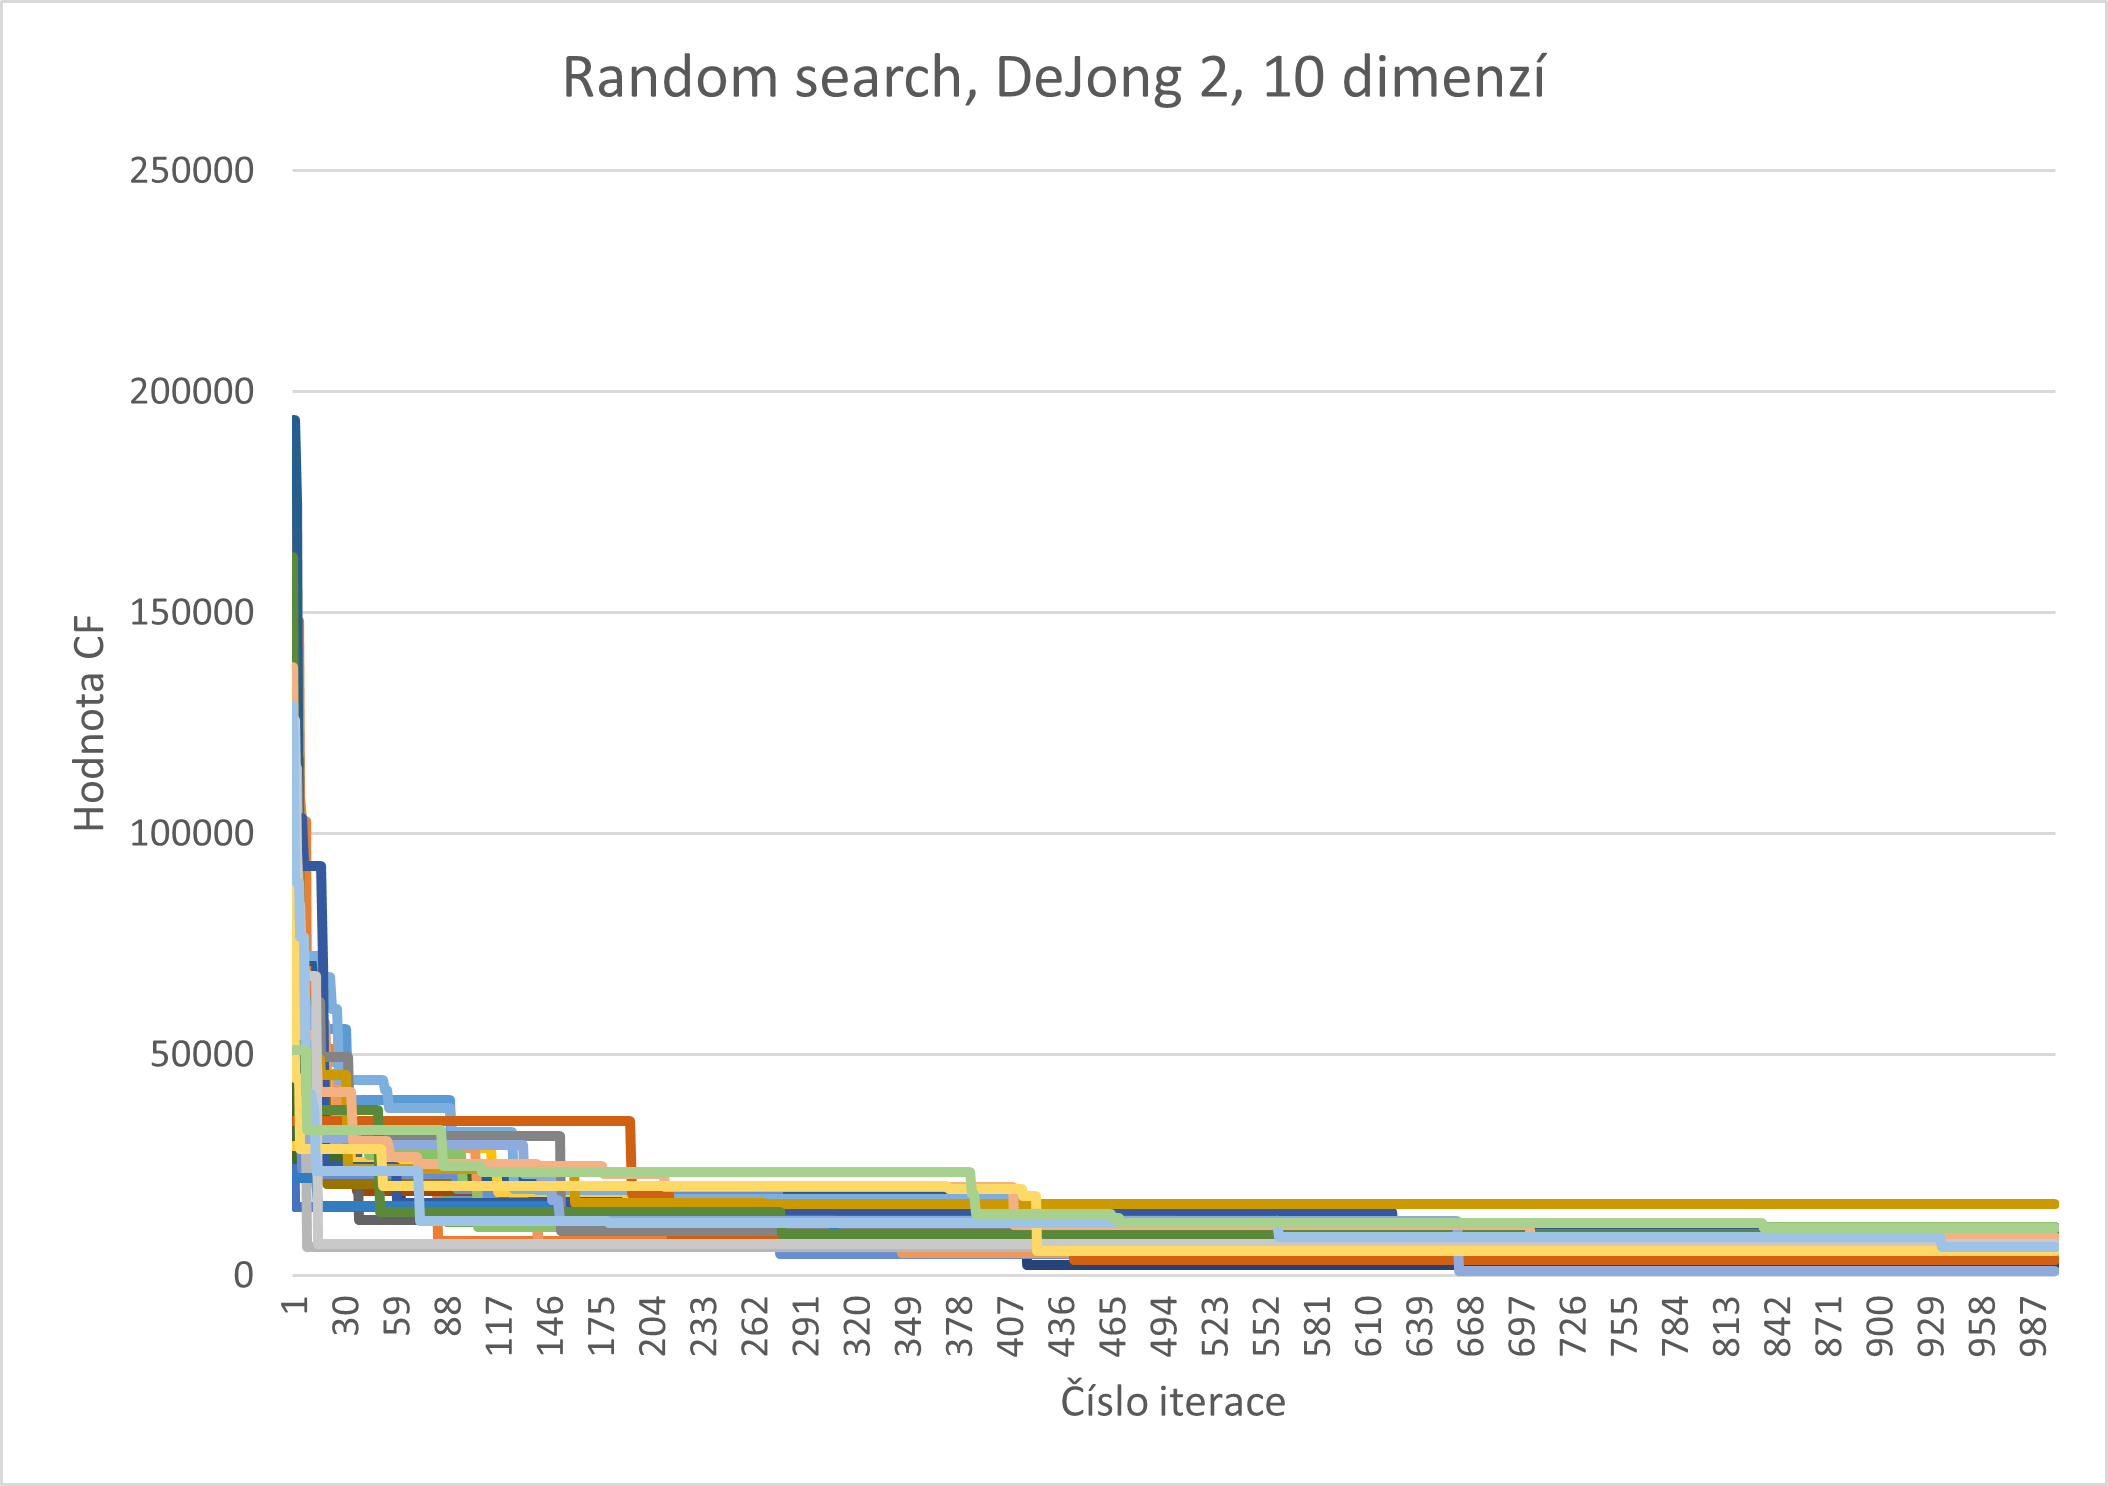 Random search, DeJong 2, 10 dimenzí
250000
200000
150000
100000
50000
0
Hodnota CF
1 30 59 88 117 146 175 204 233 262 291 320 349 378 407 436 465 494 523 552 581 610 639 668 697 726 755 784 813 842 871 900 929 958 987
Číslo iterace